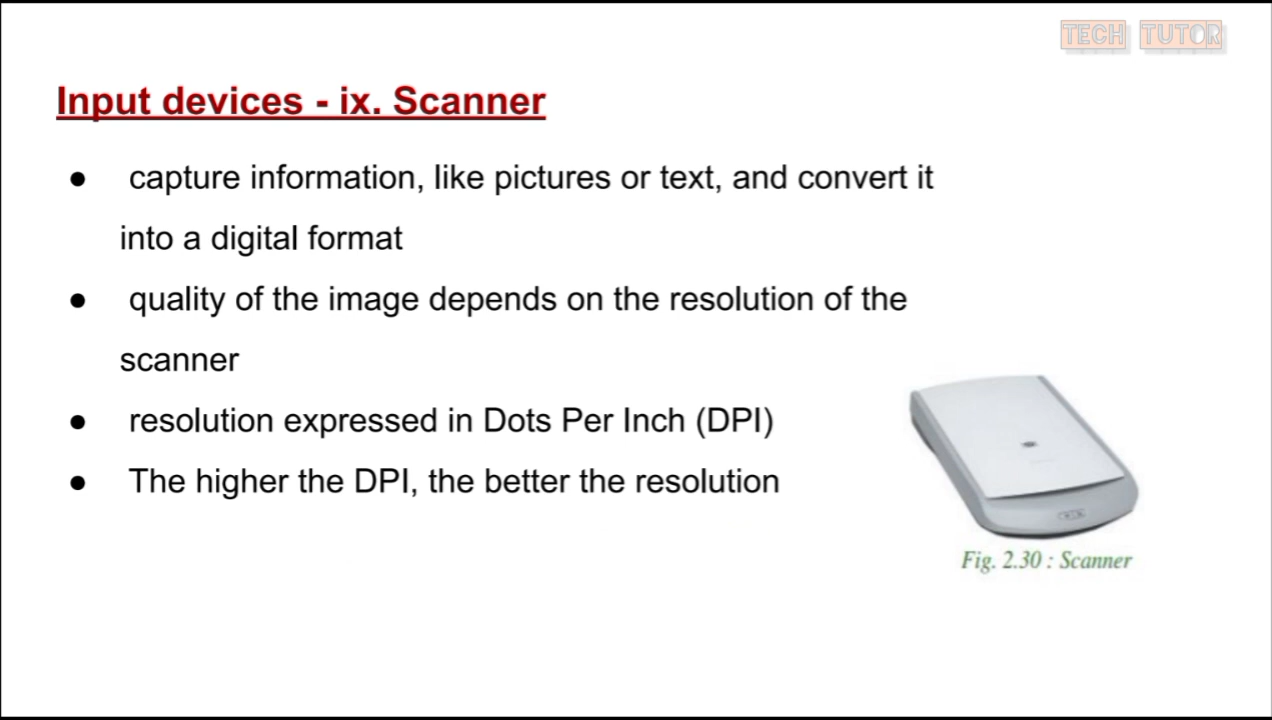 TECH TUTOR
Input devices - ix. Scanner
● capture information, like pictures or text, and convert it
into a digital format
● quality of the image depends on the resolution of the
scanner
● resolution expressed in Dots Per Inch (DPI)
● The higher the DPI, the better the resolution
Fig. 2.30 : Scanner